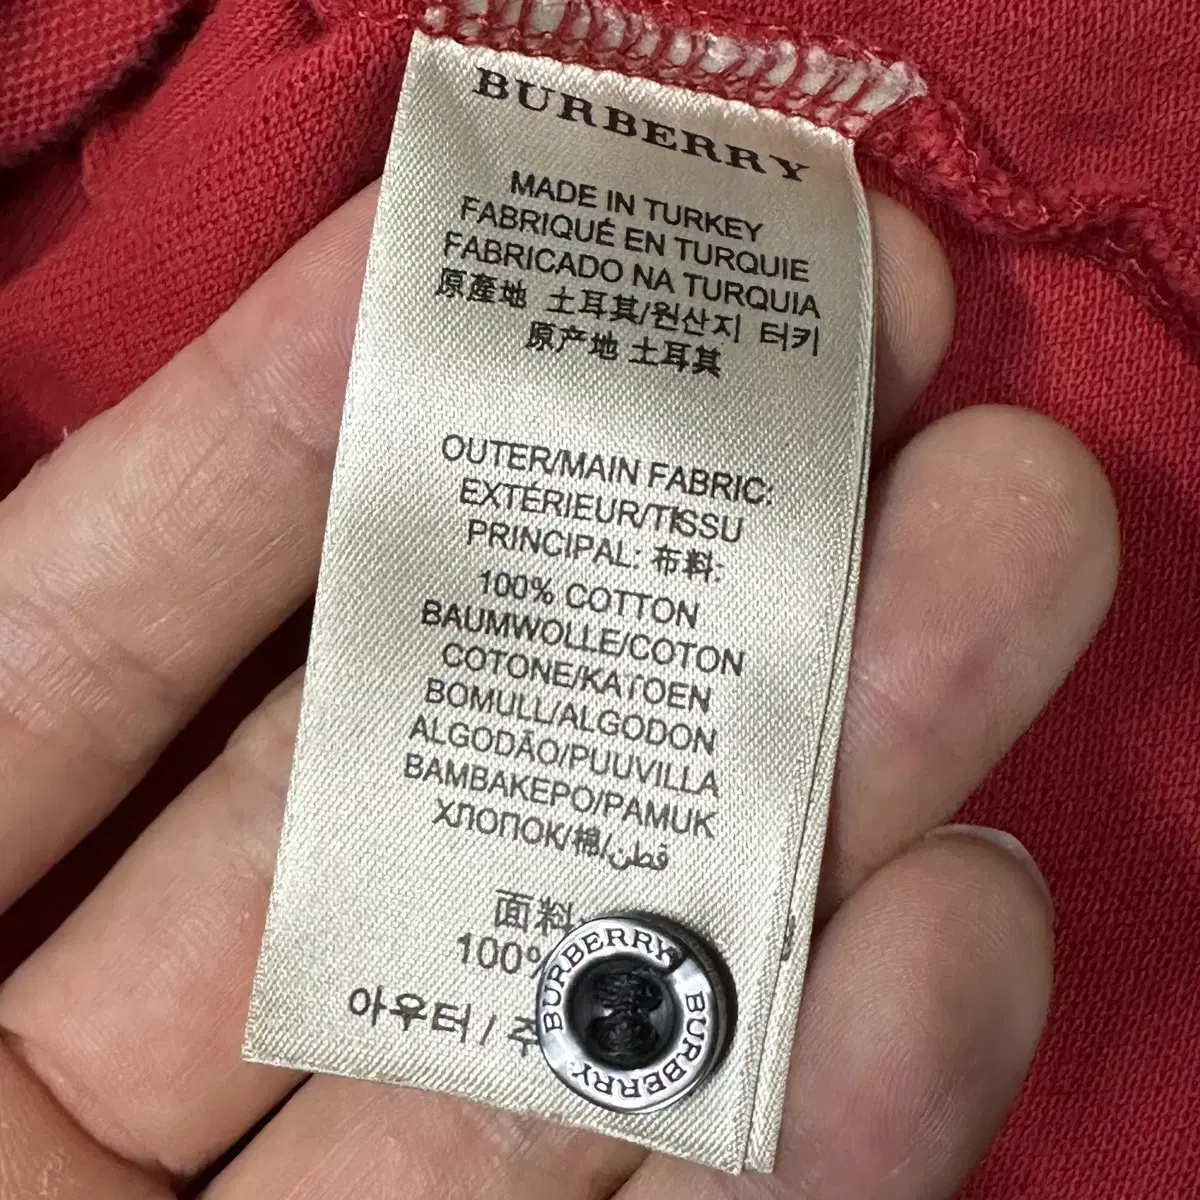 BURBERRY
MADE IN TURKEY
FABRIQUÉ EN TURQUIE
FABRICADO NA TURQUIA
原產地 土耳其/원산지 터키
原产地 土耳其
OUTER/MAIN FABRIC:
EXTÉRIEUR/TISSU
PRINCIPAL: 布料:
100% COTTON
BAUMWOLLE/COTON
COTONE/KATOEN
BOMULL/ALGODON
ALGODÃO/PUUVILLA
BAMBAKEPO/PAMUK
ХЛОПОК/棉/قطن
面料:
100%
아우터 / 주
BURBERRY
BURBERRY
BURBERRY